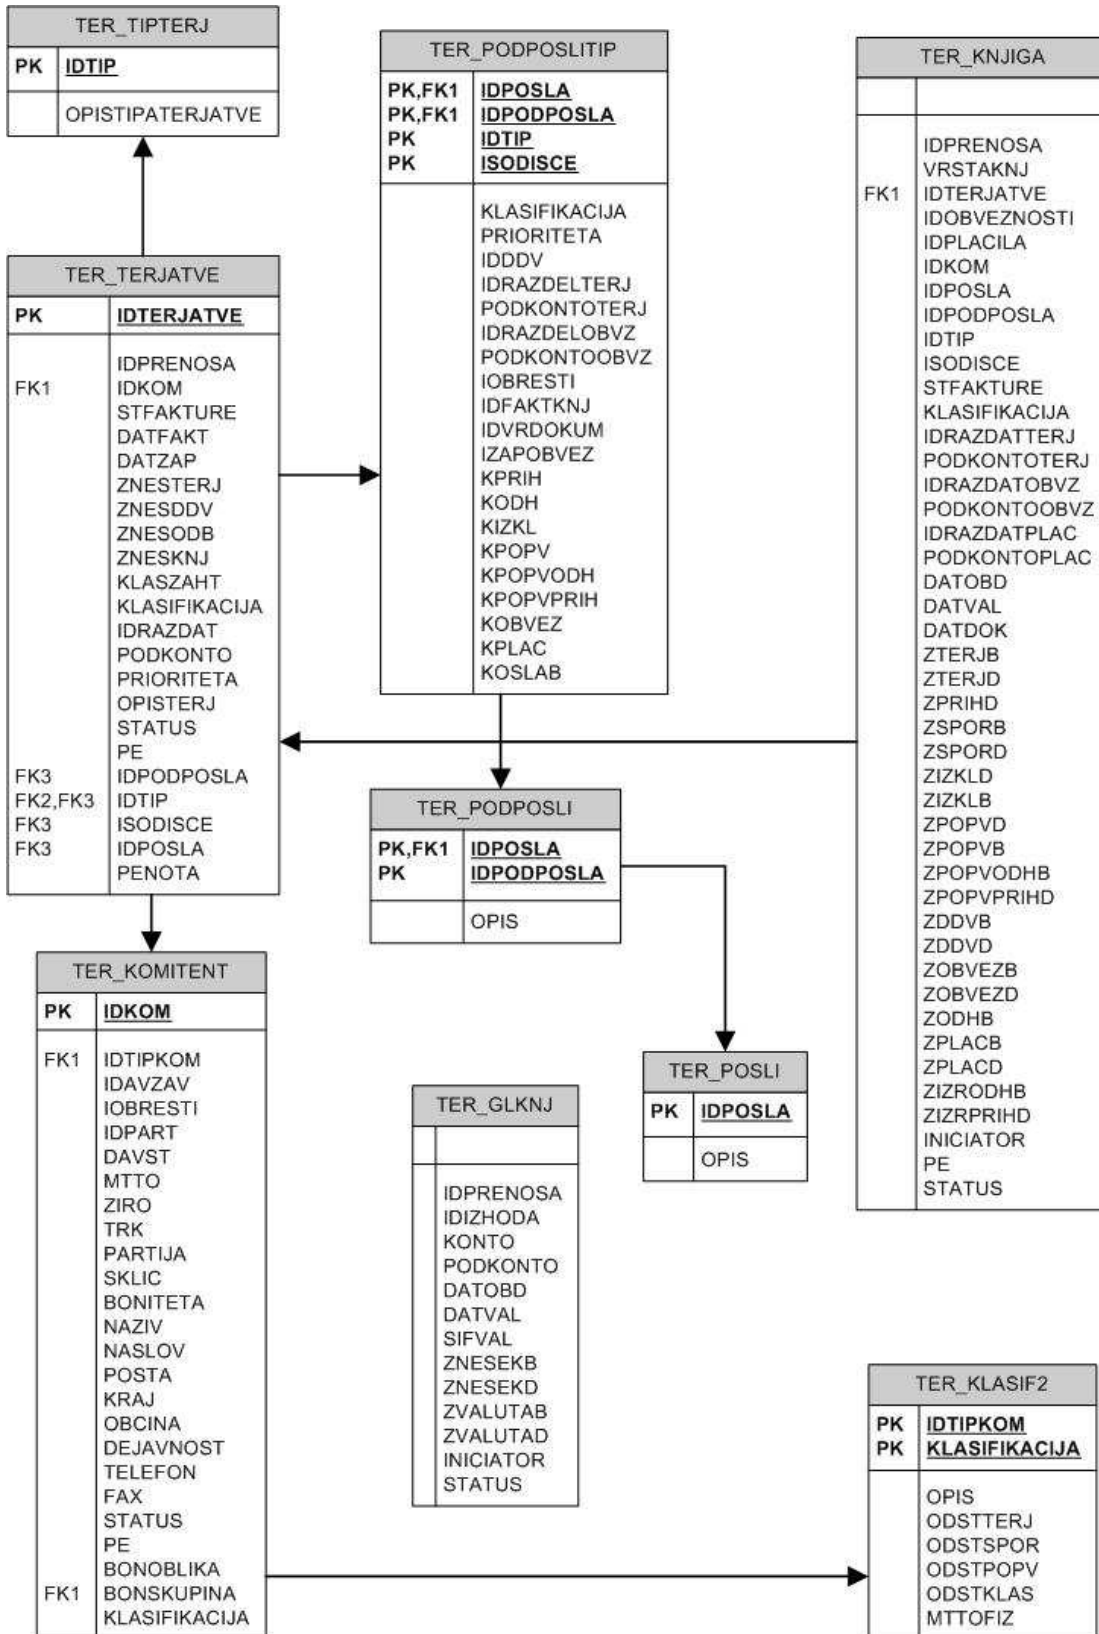 TER_TIPTERJ
PK IDTIP
OPISTIPATERJATVE
TER_PODPOSLITIP
PK,FK1 IDPOSLA
PK,FK1 IDPODPOSLA
PK IDTIP
PK ISODISCE
KLASIFIKACIJA
PRIORITETA
IDDDV
IDRAZDELTERJ
PODKONTOTERJ
IDRAZDELOBVZ
PODKONTOOBVZ
IOBRESTI
IDFAKTKNJ
IDVRDOKUM
IZAPOBVEZ
KPRIH
KODH
KIZKL
KPOPV
KPOPVODH
KPOPVPRIH
KOBVEZ
KPLAC
KOSLAB
TER_KNJIGA
IDPRENOSA
VRSTAKNJ
FK1 IDTERJATVE
IDOBVEZNOSTI
IDPLACILA
IDKOM
IDPOSLA
IDPODPOSLA
IDTIP
ISODISCE
STFAKTURE
KLASIFIKACIJA
IDRAZDATTERJ
PODKONTOTERJ
IDRAZDATOBVZ
PODKONTOOBVZ
IDRAZDATPLAC
PODKONTOPLAC
DATOBD
DATVAL
DATDOK
ZTERJB
ZTERJD
ZPRIHD
ZSPORB
ZSPORD
ZIZKLD
ZIZKLB
ZPOPVD
ZPOPVB
ZPOPVODHB
ZPOPVPRIHD
ZDDVB
ZDDVD
ZOBVEZB
ZOBVEZD
ZODHB
ZPLACB
ZPLACD
ZIZRODHB
ZIZRPRIHD
INICIATOR
PE
STATUS
TER_TERJATVE
PK IDTERJATVE
IDPRENOSA
FK1 IDKOM
STFAKTURE
DATFAKT
DATZAP
ZNESTERJ
ZNESDDV
ZNESODB
ZNESKNJ
KLASZAHT
KLASIFIKACIJA
IDRAZDAT
PODKONTO
PRIORITETA
OPISTERJ
STATUS
PE
FK3 IDPODPOSLA
FK2,FK3 IDTIP
FK3 ISODISCE
FK3 IDPOSLA
PENOTA
TER_PODPOSLI
PK,FK1 IDPOSLA
PK IDPODPOSLA
OPIS
TER_KOMITENT
PK IDKOM
FK1 IDTIPKOM
IDAVZAV
IOBRESTI
IDPART
DAVST
MTTO
ZIRO
TRK
PARTIJA
SKLIC
BONITETA
NAZIV
NASLOV
POSTA
KRAJ
OBCINA
DEJAVNOST
TELEFON
FAX
STATUS
PE
BONOBLIKA
FK1 BONSKUPINA
KLASIFIKACIJA
TER_GLKNJ
IDPRENOSA
IDIZHODA
KONTO
PODKONTO
DATOBD
DATVAL
SIFVAL
ZNESEKB
ZNESEKD
ZVALUTAB
ZVALUTAD
INICIATOR
STATUS
TER_POSLI
PK IDPOSLA
OPIS
TER_KLASIF2
PK IDTIPKOM
PK KLASIFIKACIJA
OPIS
ODSTTERJ
ODSTSPOR
ODSTPOPV
ODSTKLAS
MTTOFIZ